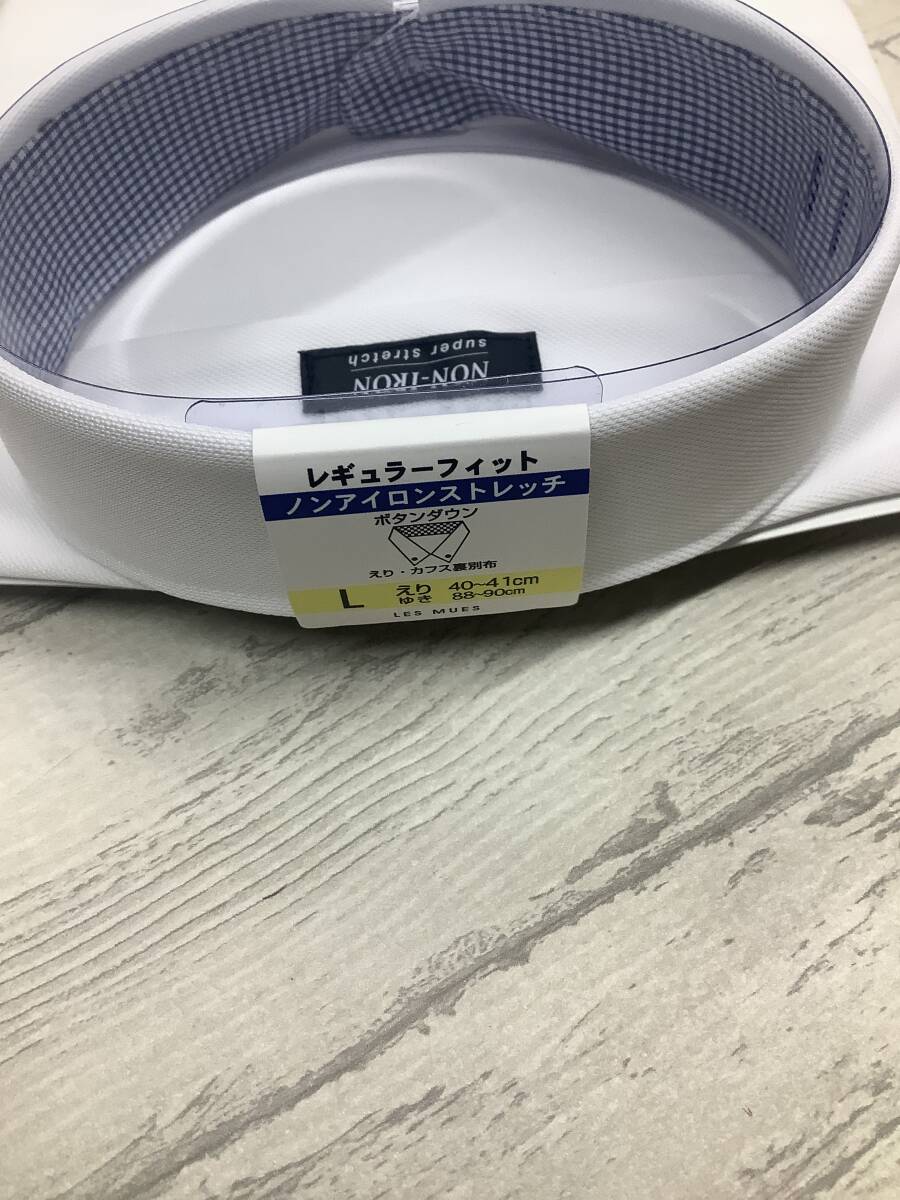 NON-IRON
super stretch
レギュラーフィット
ノンアイロンストレッチ
ボタンダウン
えり・カフス裏別布
L えり 40~41cm
ゆき 88~90cm
LES MUES